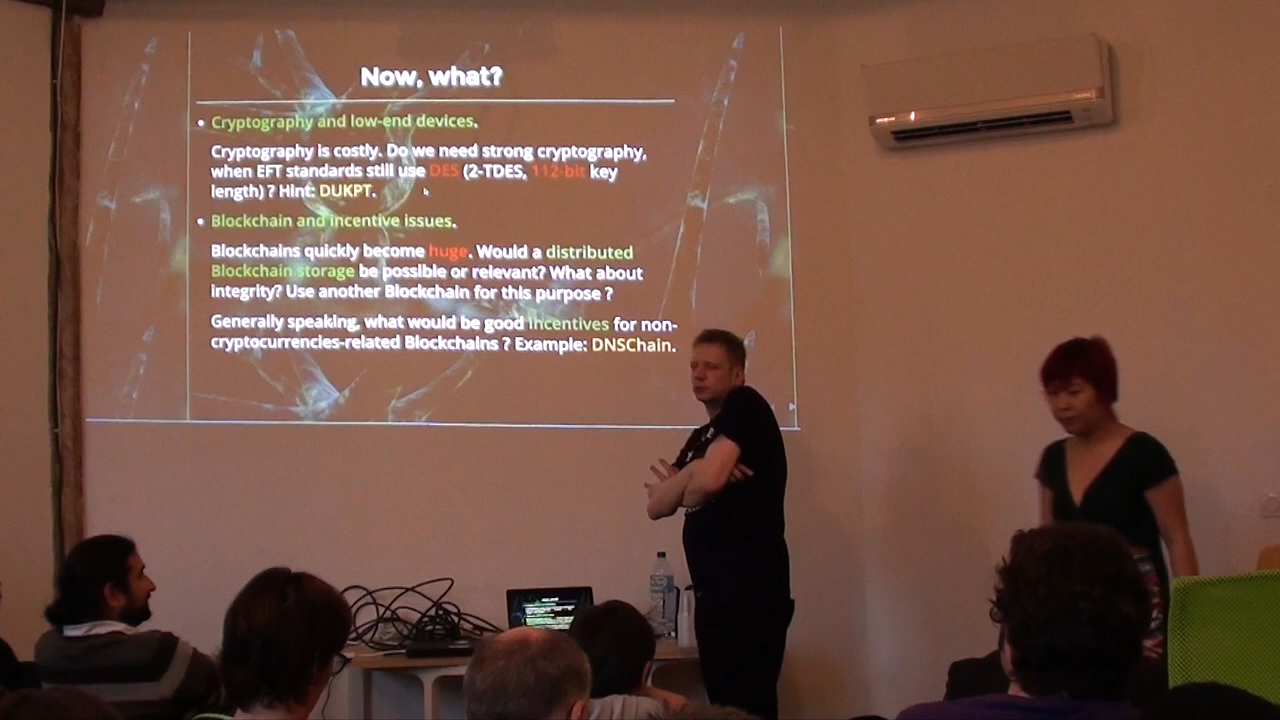 Now, what?
• Cryptography and low-end devices.
Cryptography is costly. Do we need strong cryptography,
when EFT standards still use DES (2-TDES, 112-bit key
length) ? Hint: DUKPT.
• Blockchain and incentive issues.
Blockchains quickly become huge. Would a distributed
Blockchain storage be possible or relevant? What about
integrity? Use another Blockchain for this purpose ?
Generally speaking, what would be good incentives for non-
cryptocurrencies-related Blockchains ? Example: DNSChain.